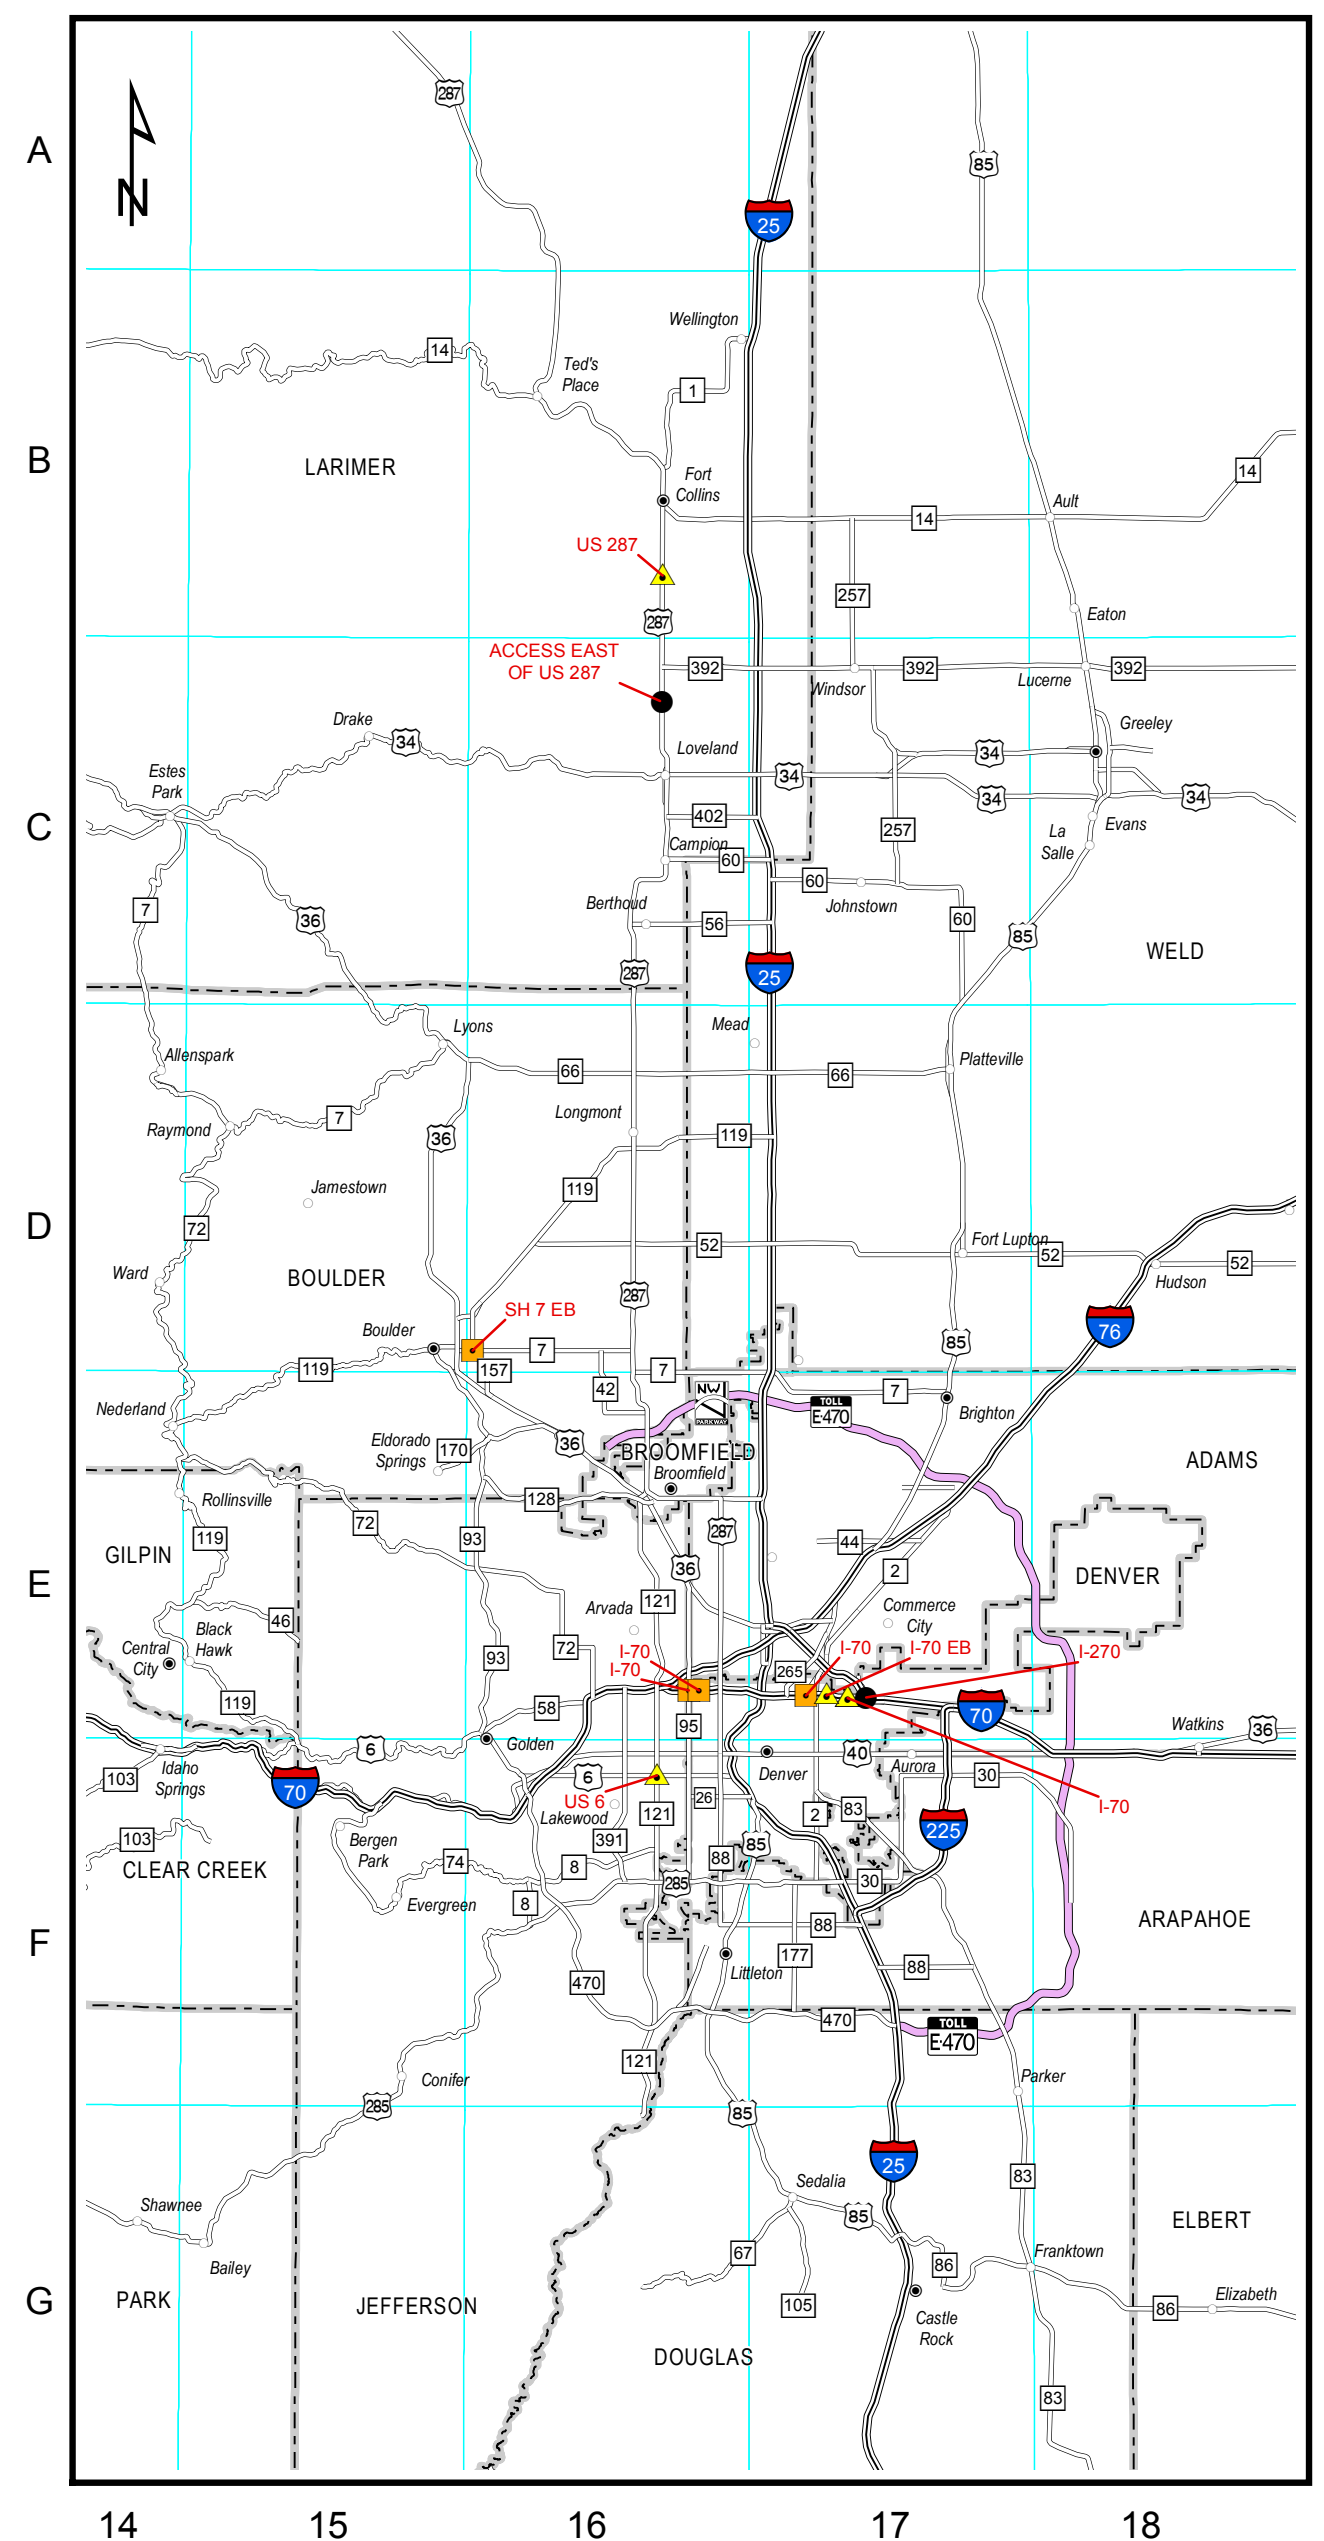 287
A
85
N
25
Wellington
14
Ted's
Place
1
B
LARIMER
Fort
Collins
14
Ault
14
US 287
257
Eaton
287
ACCESS EAST
OF US 287
392
392
392
Windsor
Lucerne
Drake
34
Greeley
Loveland
34
34
Estes
Park
34
34
C
402
257
La
Salle
Evans
Campion
60
60
Johnstown
7
36
Berthoud
56
60
85
WELD
287
25
Mead
Lyons
Allenspark
66
66
Platteville
Raymond
7
Longmont
36
119
Jamestown
119
D
72
52
Fort Lupton
52
52
Ward
BOULDER
Hudson
287
SH 7 EB
76
Boulder
7
85
119
157
7
42
NW
PARKWAY
7
TOLL
E-470
Nederland
Brighton
Eldorado
Springs
170
36
BROOMFIELD
Broomfield
ADAMS
Rollinsville
128
72
119
93
287
GILPIN
44
36
2
DENVER
E
121
Arvada
Commerce
City
46
Black
Hawk
Central
City
72
93
I-70
I-70
265
I-70
I-70 EB
I-270
119
58
95
70
Watkins
36
6
Golden
Idaho
Springs
103
70
6
US 6
Denver
40
Aurora
30
I-70
Lakewood
26
121
2
83
225
103
Bergen
Park
391
85
CLEAR CREEK
74
8
88
285
30
Evergreen
8
88
ARAPAHOE
F
177
Littleton
88
470
470
TOLL
E-470
121
Conifer
Parker
285
85
25
83
Shawnee
Sedalia
85
ELBERT
Bailey
67
86
Franktown
G
PARK
JEFFERSON
105
Castle
Rock
86
Elizabeth
DOUGLAS
83
14
15
16
17
18